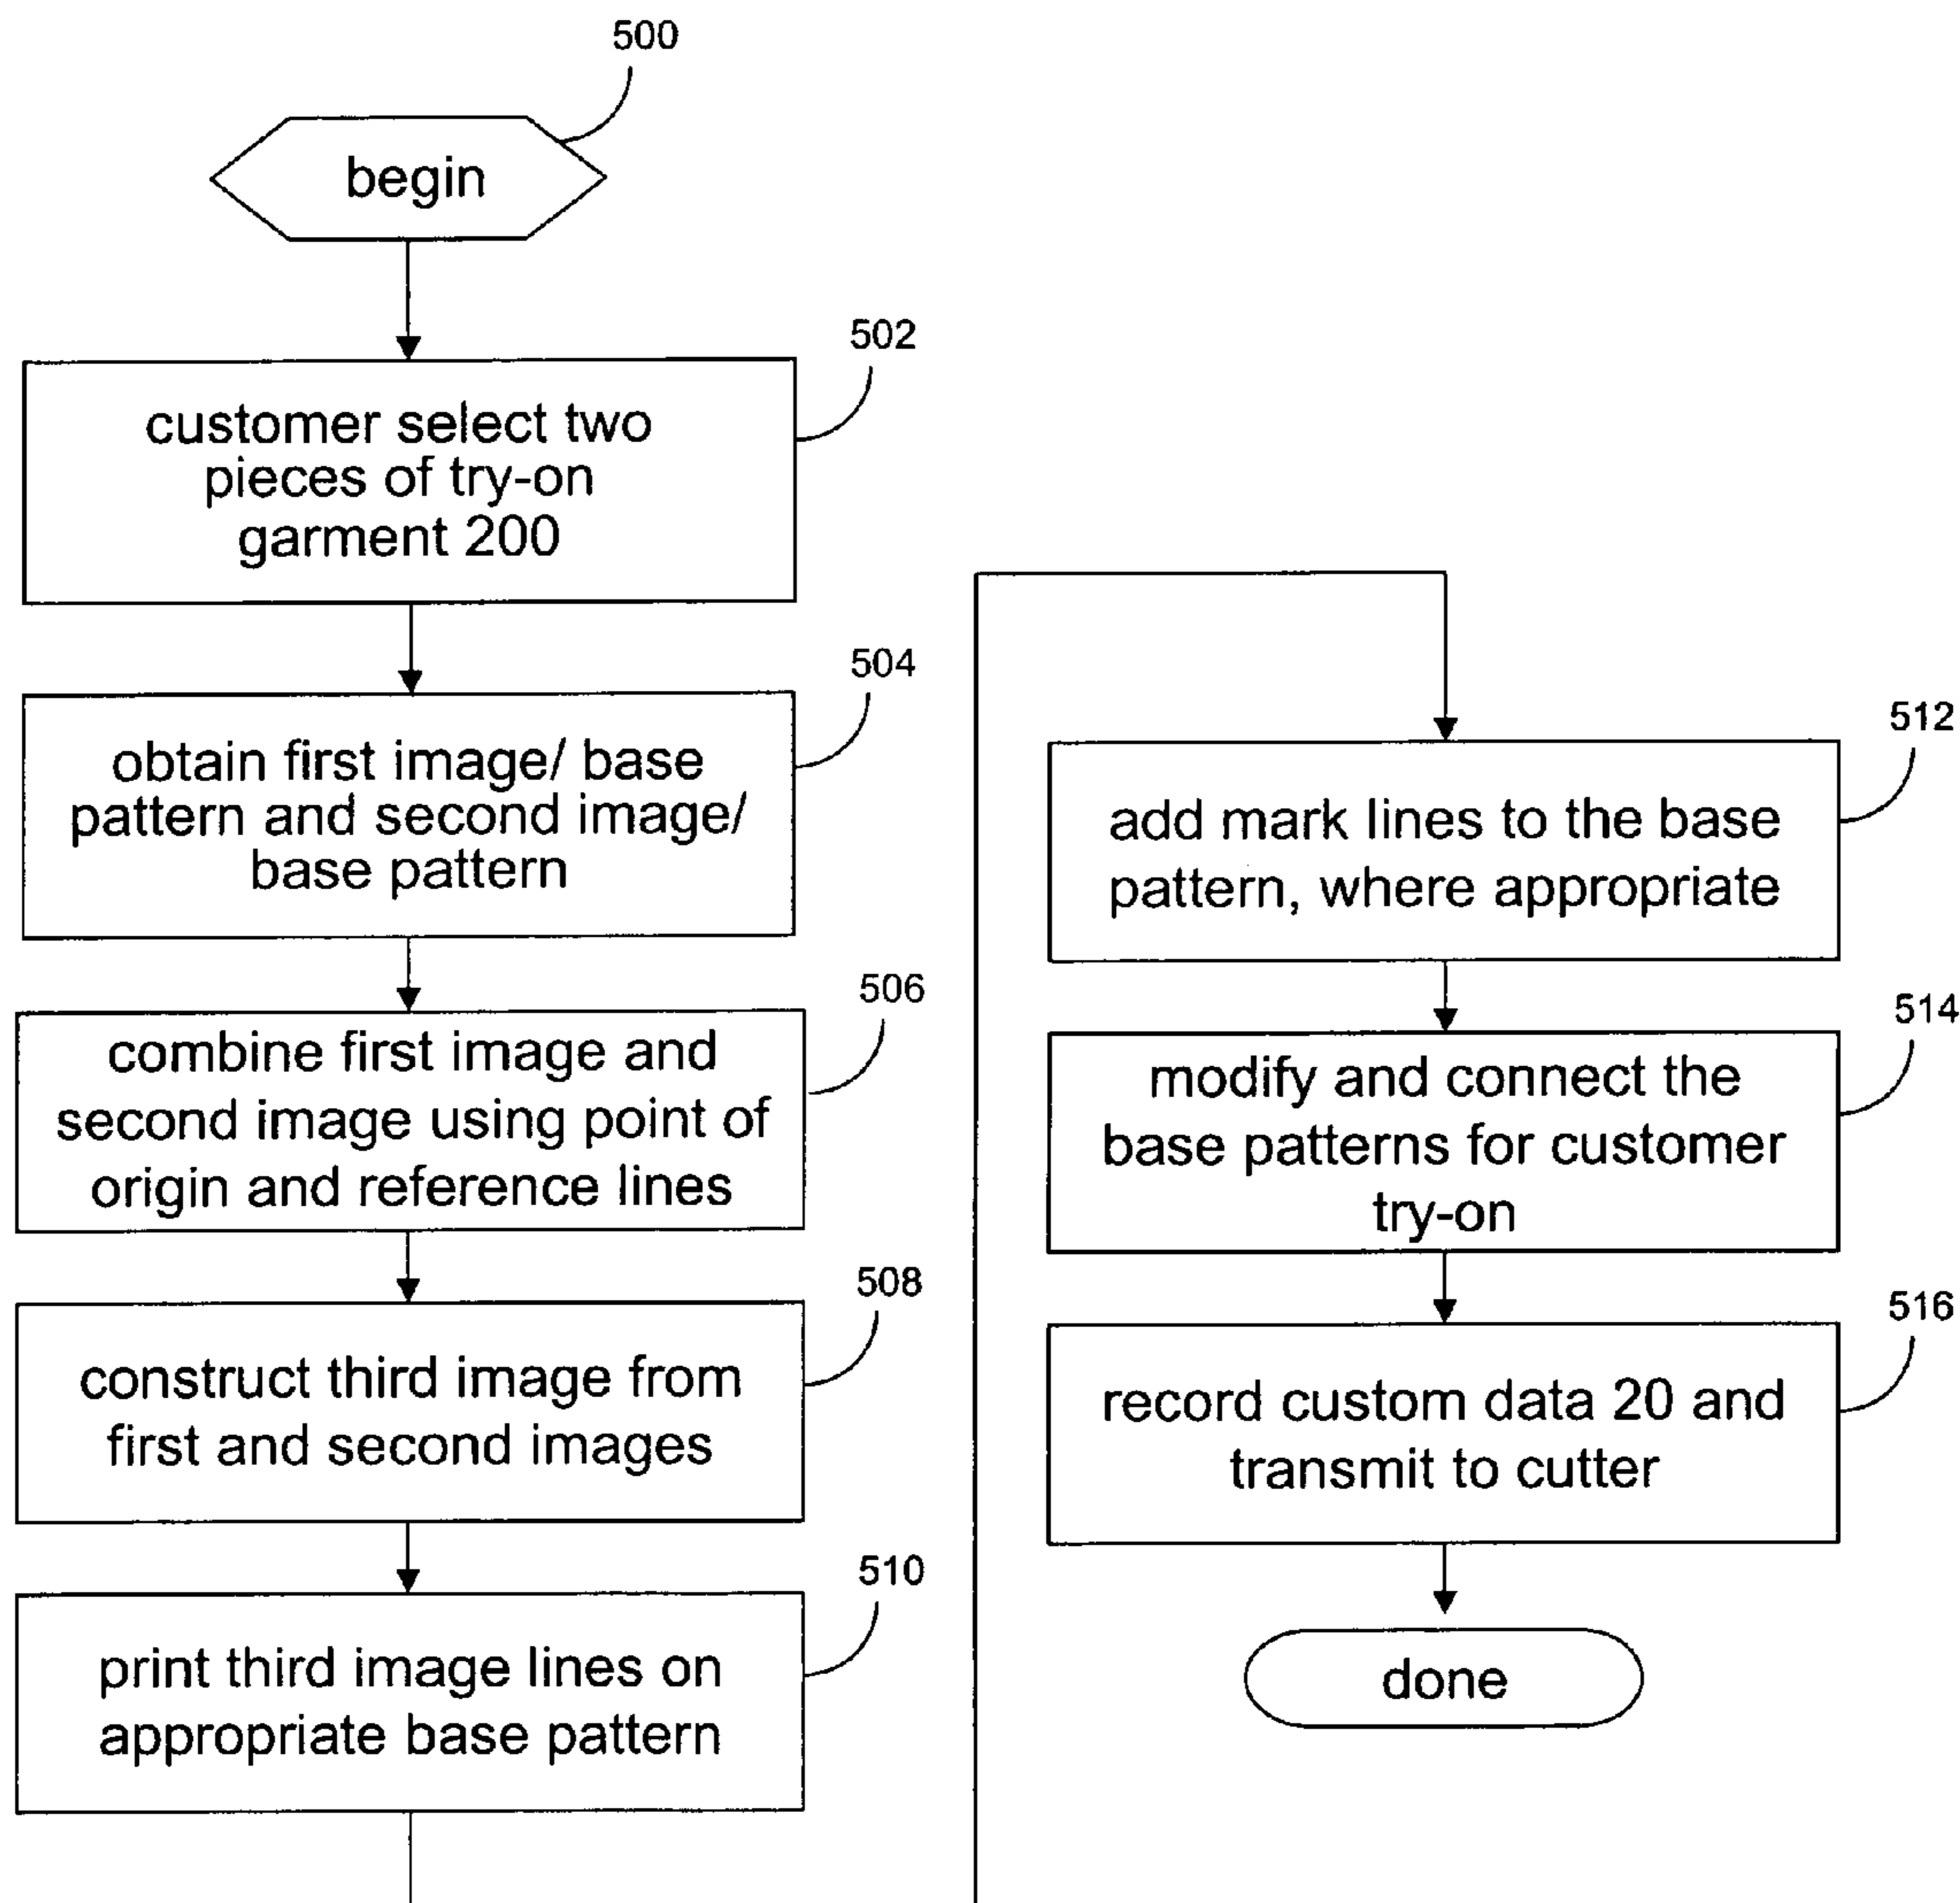 500
begin
502
customer select two
pieces of try-on
garment 200
504
obtain first image/ base
pattern and second image/
base pattern
506
combine first image and
second image using point of
origin and reference lines
508
construct third image from
first and second images
510
print third image lines on
appropriate base pattern
512
add mark lines to the base
pattern, where appropriate
514
modify and connect the
base patterns for customer
try-on
516
record custom data 20 and
transmit to cutter
done